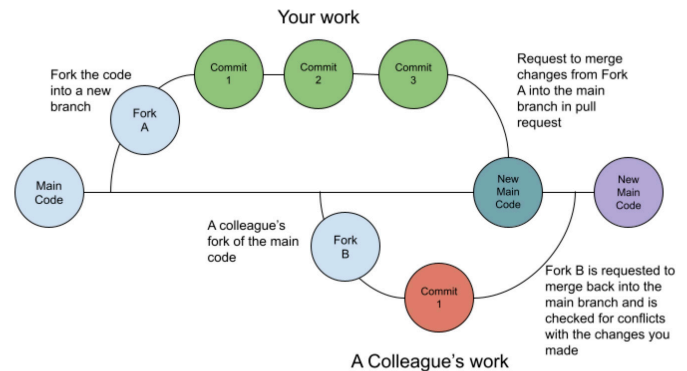 Your work
Fork the code
into a new
branch
Commit
1
Commit
2
Commit
3
Request to merge
changes from Fork
A into the main
branch in pull
request
Fork
A
Main
Code
New
Main
Code
New
Main
Code
A colleague's
fork of the main
code
Fork
B
Commit
1
Fork B is requested to
merge back into the
main branch and is
checked for conflicts
with the changes you
made
A Colleague's work